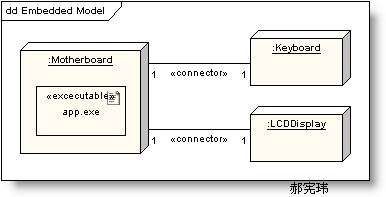 dd Embedded Model
:Motherboard
«excecutable»
app.exe
1
«connector»
1
:Keyboard
1
«connector»
1
:LCDDisplay
郝宪玮